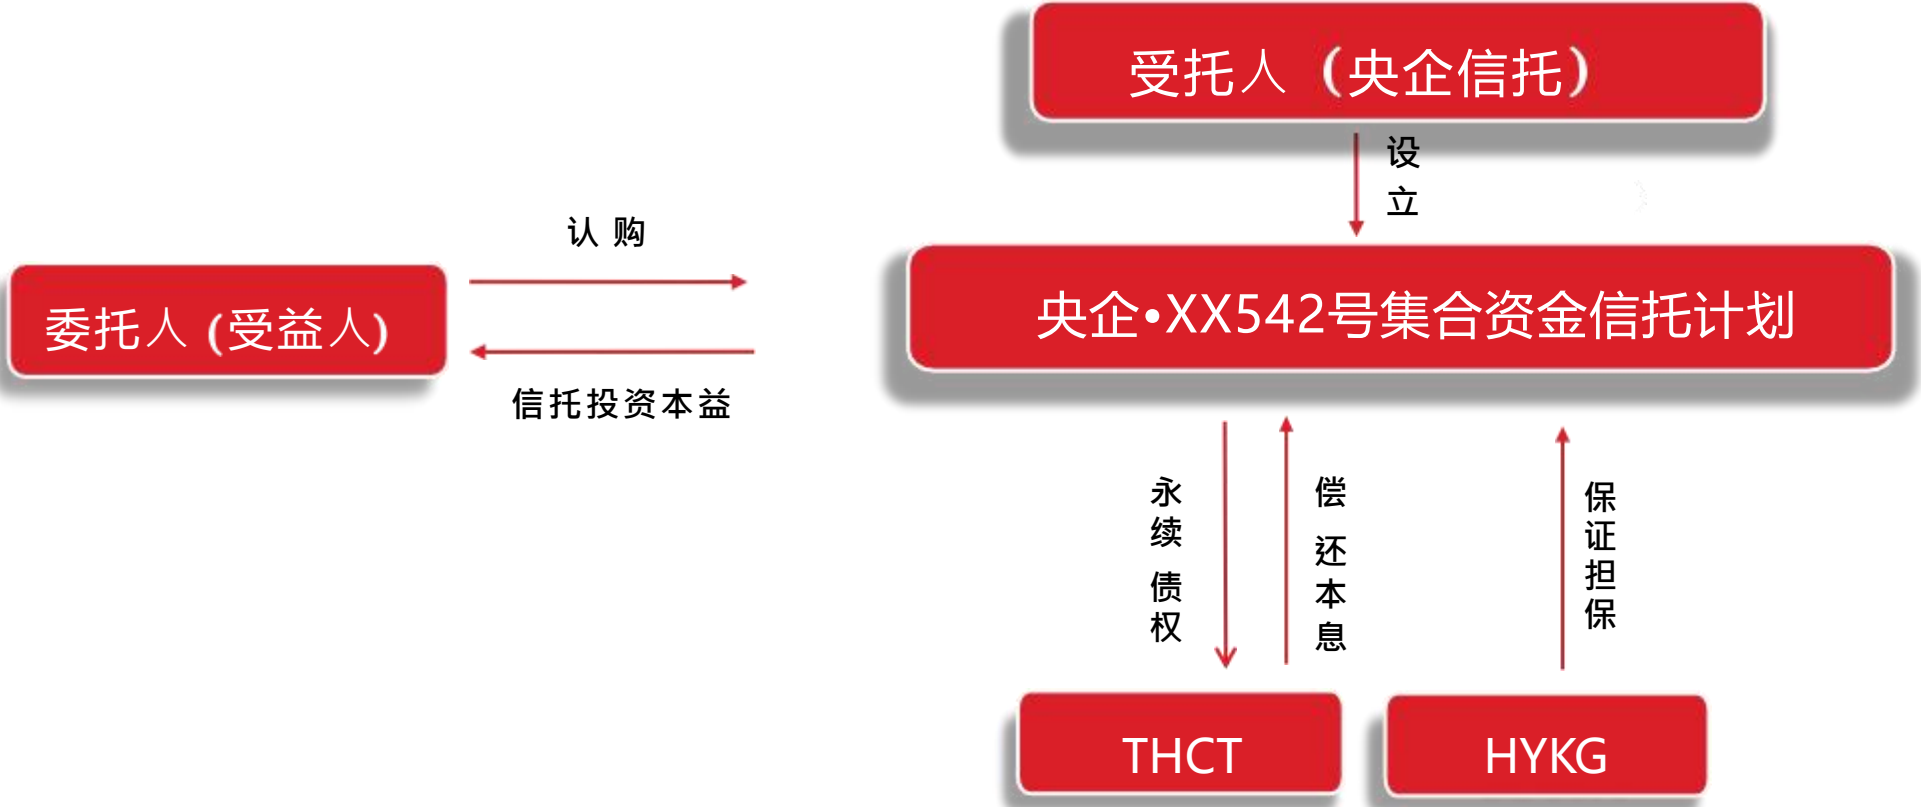 受托人（央企信托）
设立
认购
央企•XX542号集合资金信托计划
委托人(受益人)
信托投资本益
永续债权
偿还本息
保证担保
THCT
HYKG